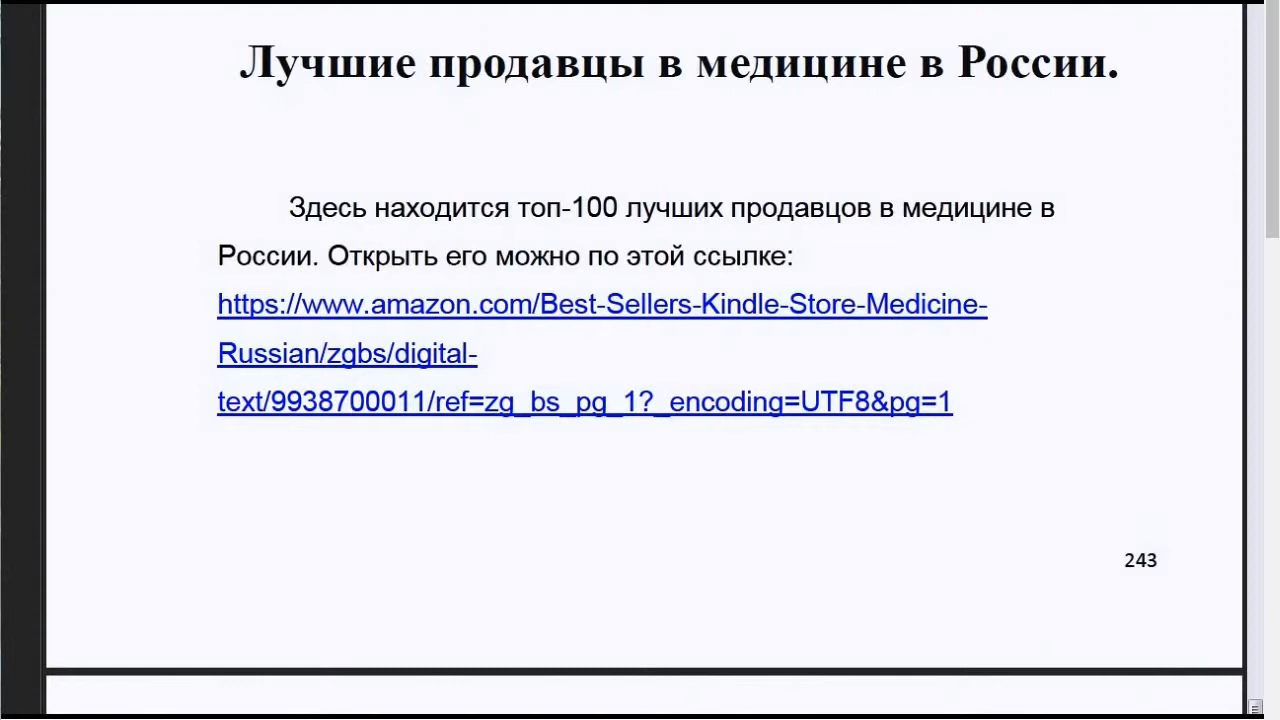 Лучшие продавцы в медицине в России.
Здесь находится топ-100 лучших продавцов в медицине в
России. Открыть его можно по этой ссылке:
https://www.amazon.com/Best-Sellers-Kindle-Store-Medicine-
Russian/zgbs/digital-
text/9938700011/ref=zg_bs_pg_1?_encoding=UTF8&pg=1
243